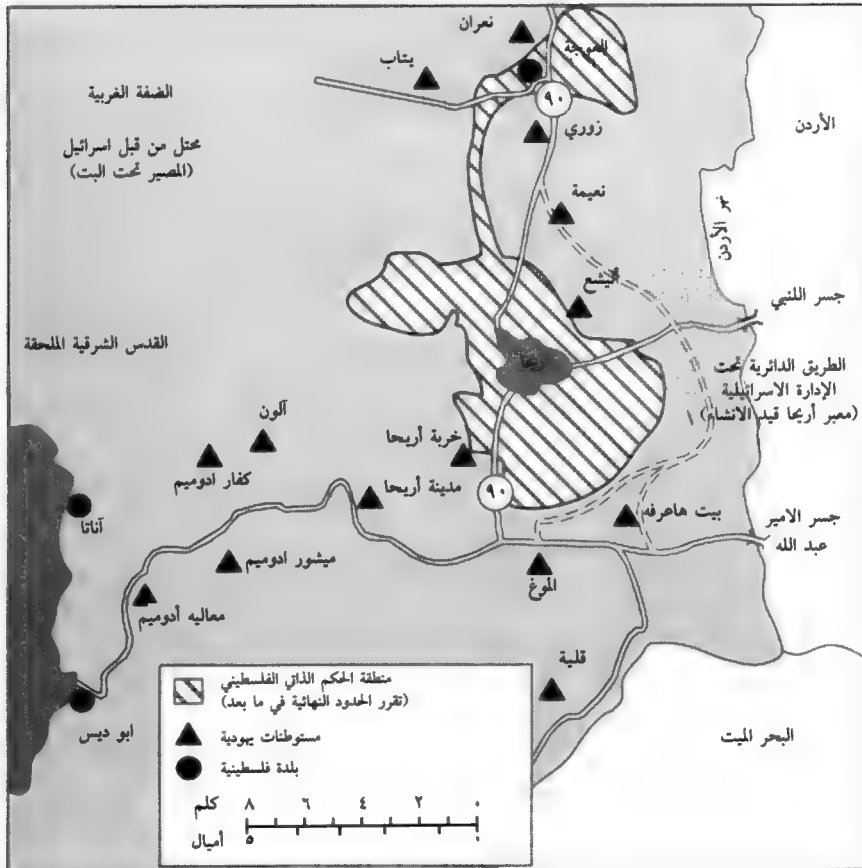 نعران
العوجة
يتاب
الضفة الغربية
٩٠
محتل من قبل اسرائيل
(المصير تحت البت)
زوري
الأردن
نعيمة
نهر الأردن
اليشع
جسر اللنبي
القدس الشرقية الملحقة
أريحا
الطريق الدائرية تحت
الإدارة الاسرائيلية
(معبر أريحا قيد الانشاء)
آلون
كفار ادوميم
خربة أريحا
مدينة أريحا
٩٠
آناتا
بيت هاعرفه
جسر الامير
عبد الله
ميشور ادوميم
الموغ
معاليه أدوميم
قلية
منطقة الحكم الذاتي الفلسطيني
(تقرر الحدود النهائية في ما بعد)
ابو ديس
مستوطنات يهودية
البحر الميت
بلدة فلسطينية
كلم ٨ ٦ ٤ ٢ ٠
أميال ٥ ٠